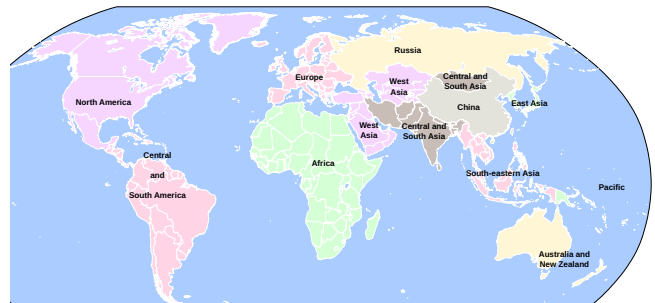 Russia
Central and
South Asia
Europe
West
Asia
North America
China
East Asia
West
Asia
Central and
South Asia
Central
and
South America
Africa
South-eastern Asia
Pacific
Australia and
New Zealand